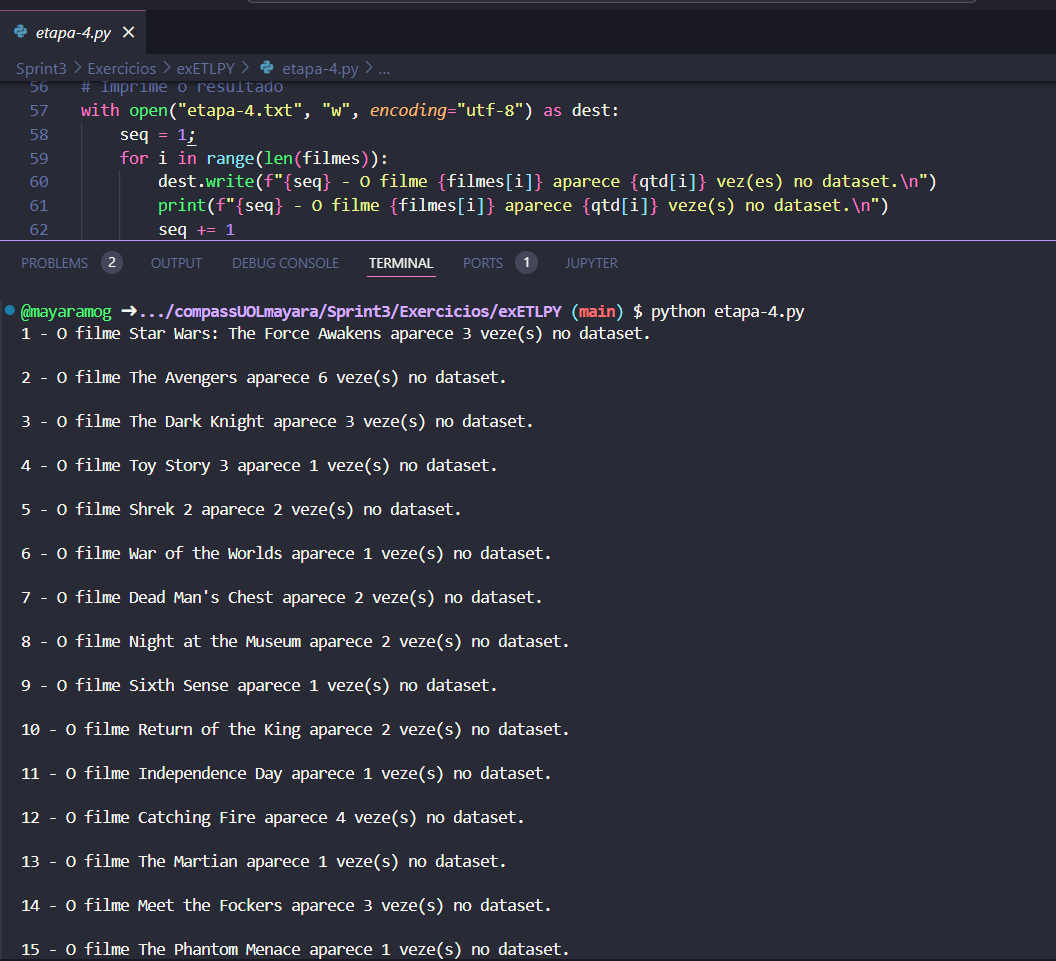 etapa-4.py
Sprint3 > Exercicios > exETLPY > etapa-4.py > ...
56 # Imprime o resultado
57 with open("etapa-4.txt", "w", encoding="utf-8") as dest:
58 seq = 1;
59 for i in range(len(filmes)):
60 dest.write(f"{seq} - O filme {filmes[i]} aparece {qtd[i]} vez(es) no dataset.\n")
61 print(f"{seq} - O filme {filmes[i]} aparece {qtd[i]} veze(s) no dataset.\n")
62 seq += 1
PROBLEMS 2 OUTPUT DEBUG CONSOLE TERMINAL PORTS 1 JUPYTER
@mayaramog ➜.../compassUOLmayara/Sprint3/Exercicios/exETLPY (main) $ python etapa-4.py
1 - O filme Star Wars: The Force Awakens aparece 3 veze(s) no dataset.
2 - O filme The Avengers aparece 6 veze(s) no dataset.
3 - O filme The Dark Knight aparece 3 veze(s) no dataset.
4 - O filme Toy Story 3 aparece 1 veze(s) no dataset.
5 - O filme Shrek 2 aparece 2 veze(s) no dataset.
6 - O filme War of the Worlds aparece 1 veze(s) no dataset.
7 - O filme Dead Man's Chest aparece 2 veze(s) no dataset.
8 - O filme Night at the Museum aparece 2 veze(s) no dataset.
9 - O filme Sixth Sense aparece 1 veze(s) no dataset.
10 - O filme Return of the King aparece 2 veze(s) no dataset.
11 - O filme Independence Day aparece 1 veze(s) no dataset.
12 - O filme Catching Fire aparece 4 veze(s) no dataset.
13 - O filme The Martian aparece 1 veze(s) no dataset.
14 - O filme Meet the Fockers aparece 3 veze(s) no dataset.
15 - O filme The Phantom Menace aparece 1 veze(s) no dataset.